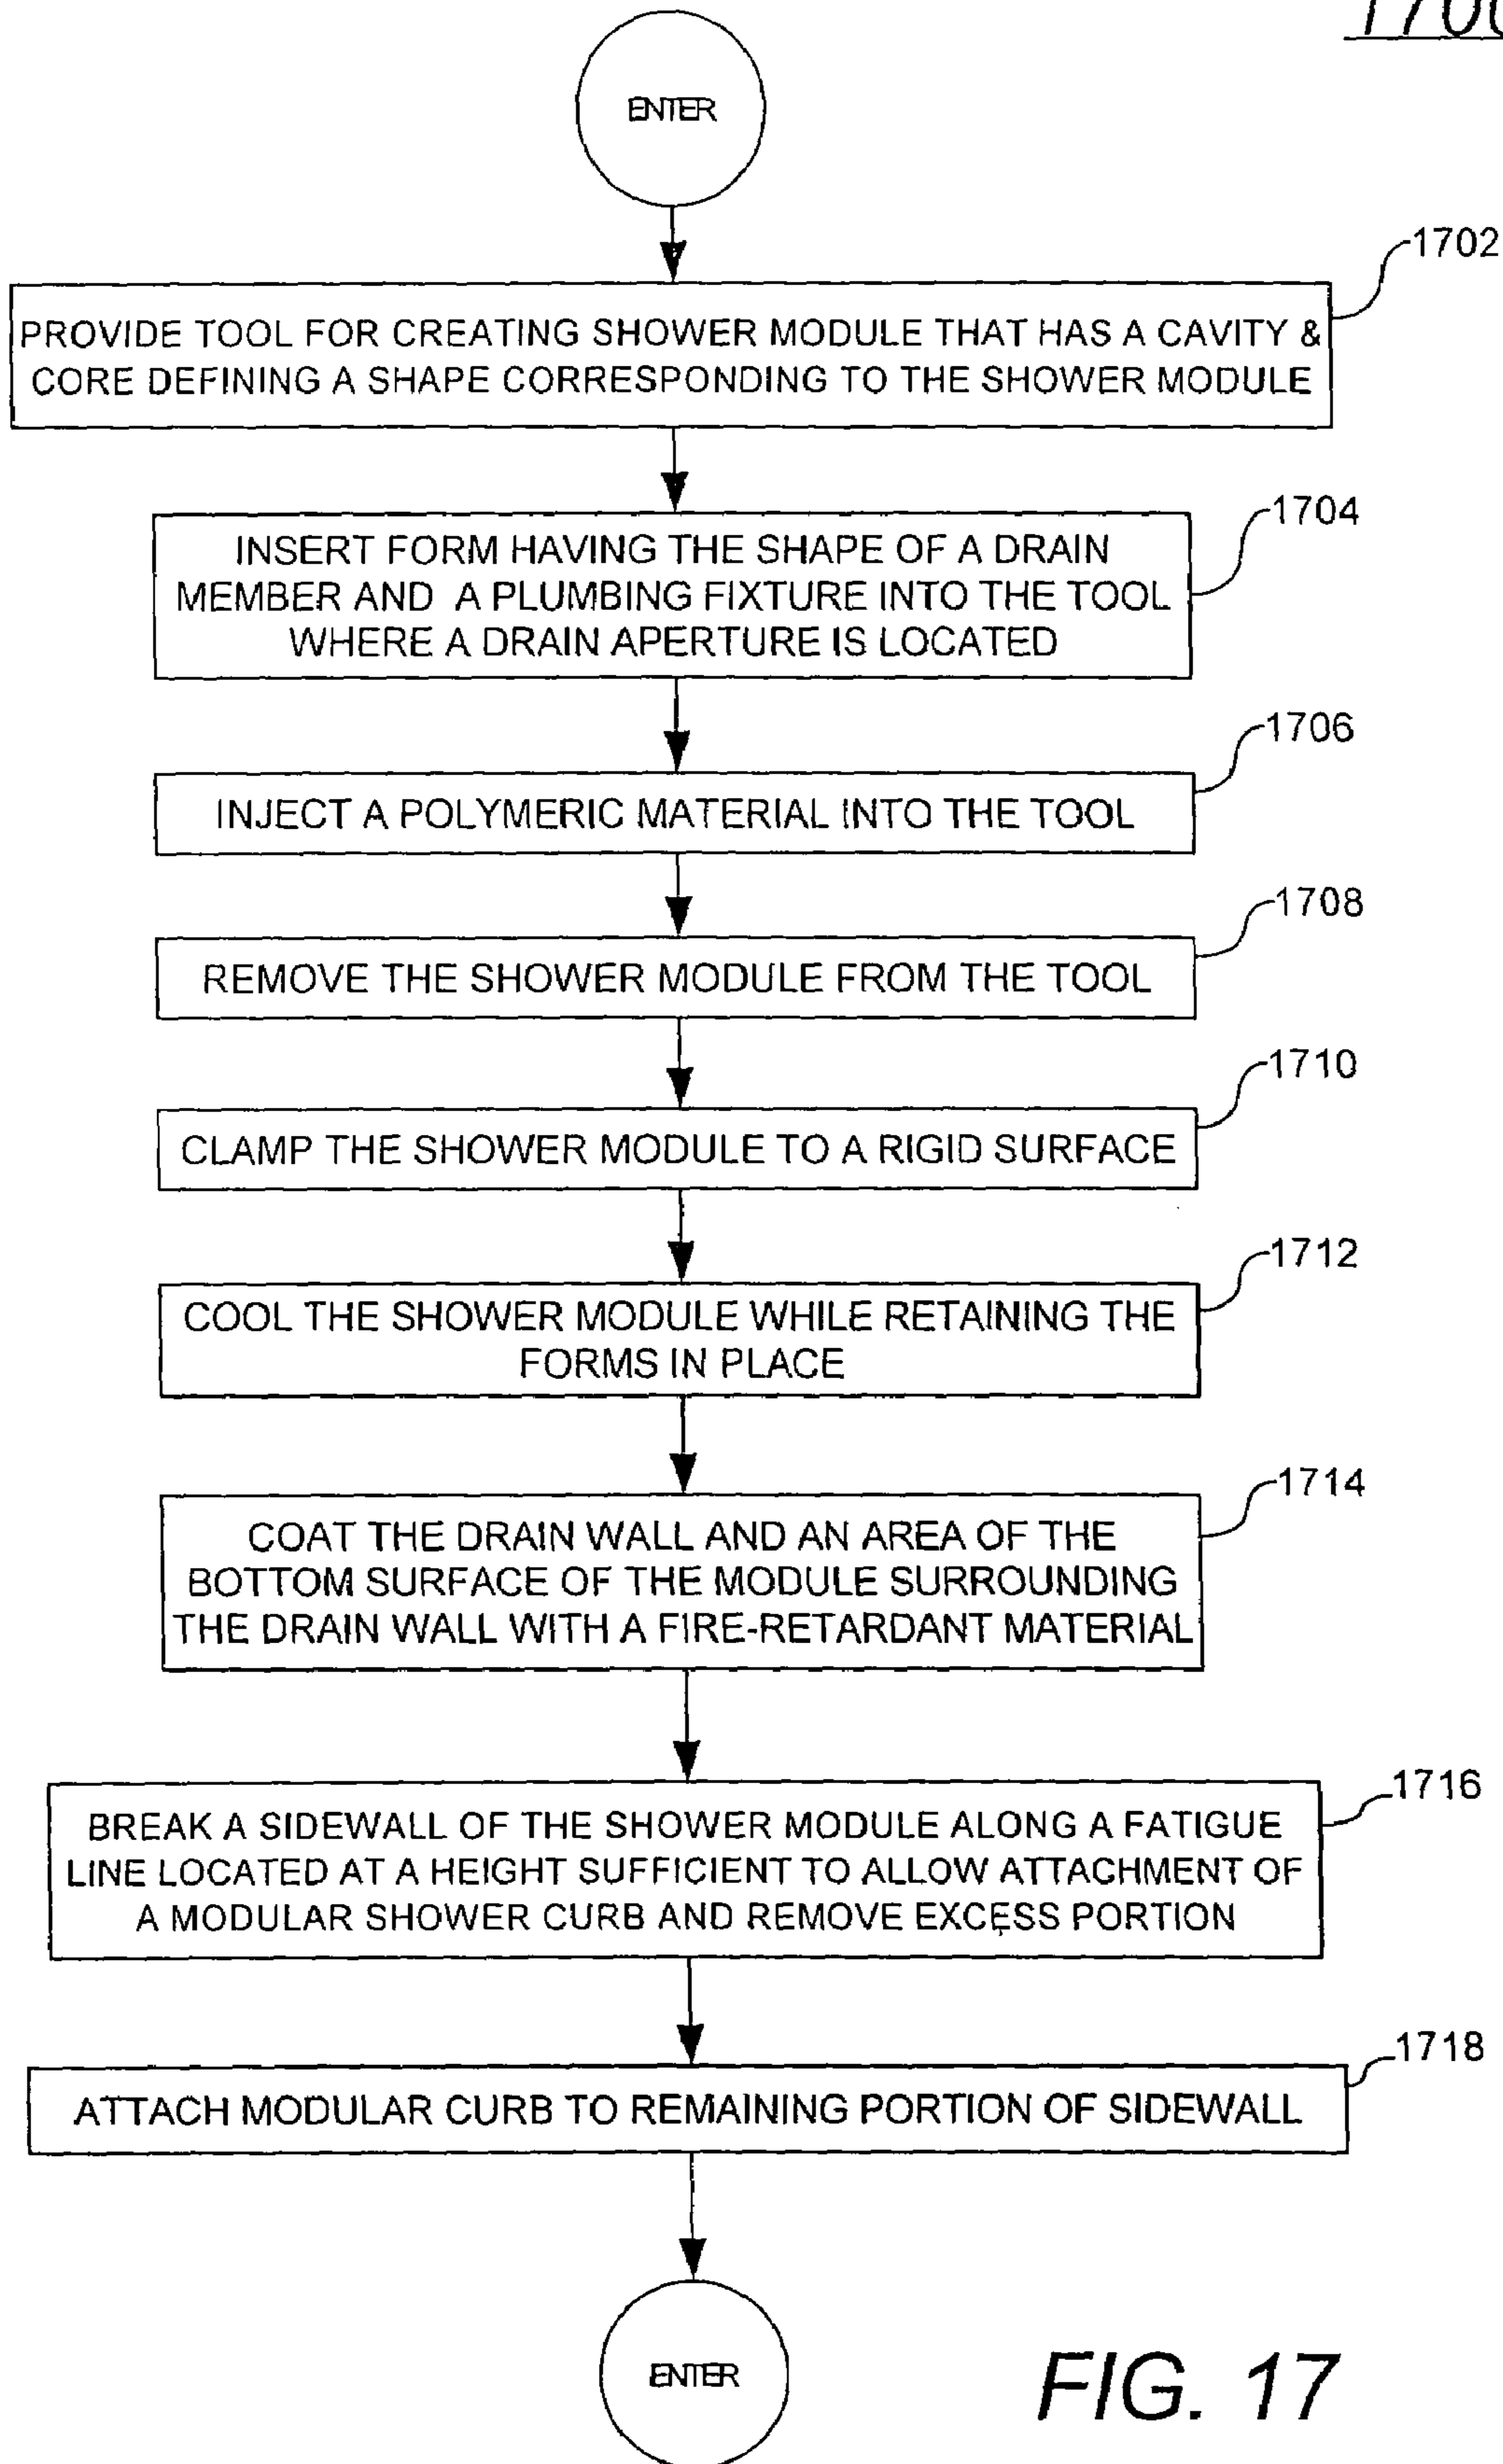 1700
ENTER
1702
PROVIDE TOOL FOR CREATING SHOWER MODULE THAT HAS A CAVITY &
CORE DEFINING A SHAPE CORRESPONDING TO THE SHOWER MODULE
1704
INSERT FORM HAVING THE SHAPE OF A DRAIN
MEMBER AND A PLUMBING FIXTURE INTO THE TOOL
WHERE A DRAIN APERTURE IS LOCATED
1706
INJECT A POLYMERIC MATERIAL INTO THE TOOL
1708
REMOVE THE SHOWER MODULE FROM THE TOOL
1710
CLAMP THE SHOWER MODULE TO A RIGID SURFACE
1712
COOL THE SHOWER MODULE WHILE RETAINING THE
FORMS IN PLACE
1714
COAT THE DRAIN WALL AND AN AREA OF THE
BOTTOM SURFACE OF THE MODULE SURROUNDING
THE DRAIN WALL WITH A FIRE-RETARDANT MATERIAL
1716
BREAK A SIDEWALL OF THE SHOWER MODULE ALONG A FATIGUE
LINE LOCATED AT A HEIGHT SUFFICIENT TO ALLOW ATTACHMENT OF
A MODULAR SHOWER CURB AND REMOVE EXCESS PORTION
1718
ATTACH MODULAR CURB TO REMAINING PORTION OF SIDEWALL
ENTER
FIG. 17